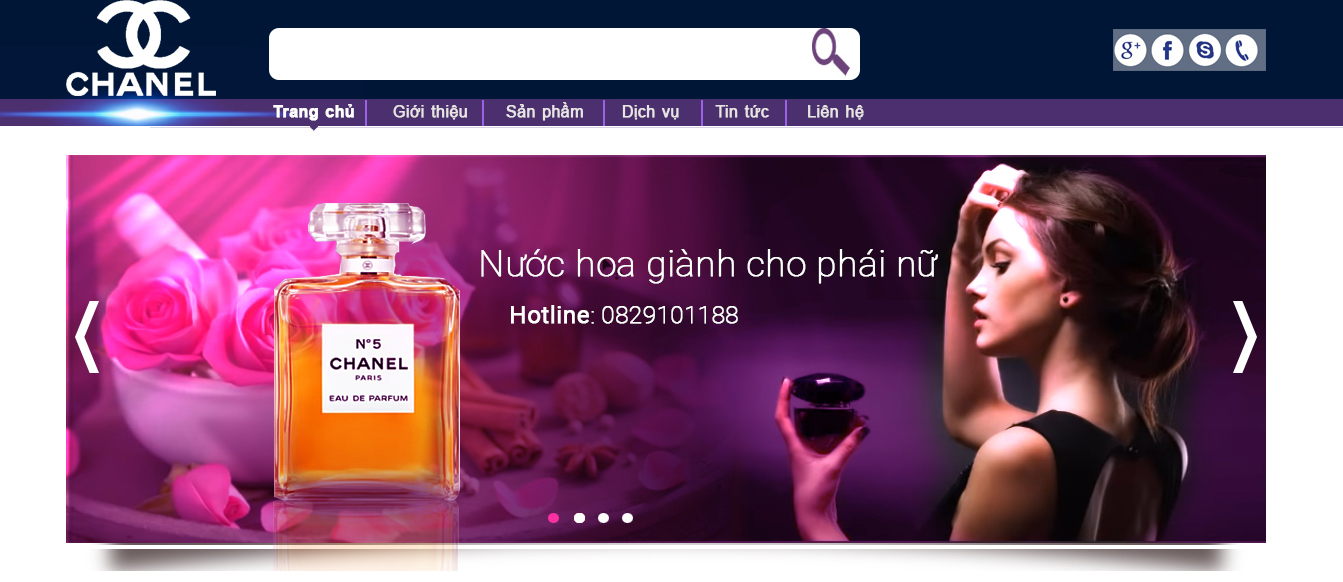 CHANEL
g+ f S
Trang chủ Giới thiệu Sản phẩm Dịch vụ Tin tức Liên hệ
Nước hoa giành cho phái nữ
Hotline: 0829101188
N°5
CHANEL
PARIS
EAU DE PARFUM